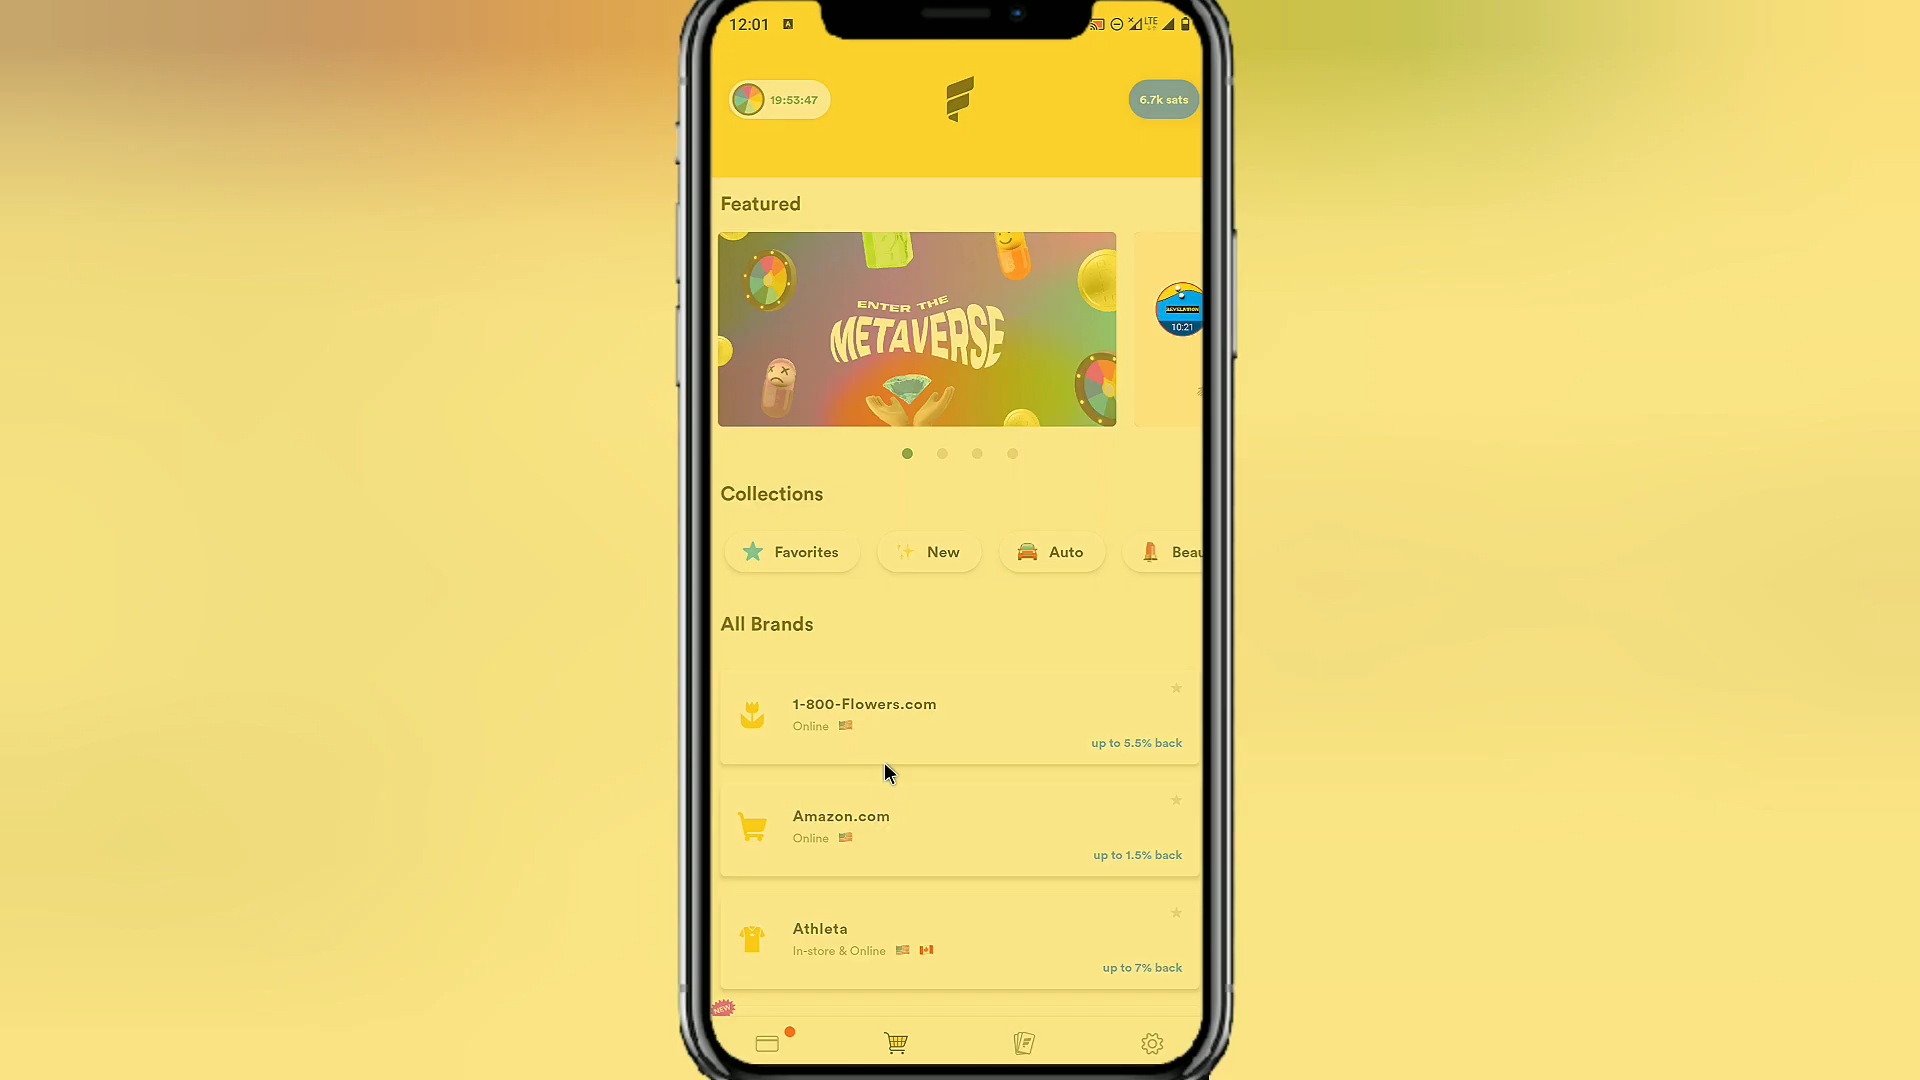 12:01
LTE
19:53:47
6.7k sats
Featured
ENTER THE
METAVERSE
REVELATION
10:21
Collections
Favorites
New
Auto
Beau
All Brands
1-800-Flowers.com
Online
up to 5.5% back
Amazon.com
Online
up to 1.5% back
Athleta
In-store & Online
up to 7% back
NEW